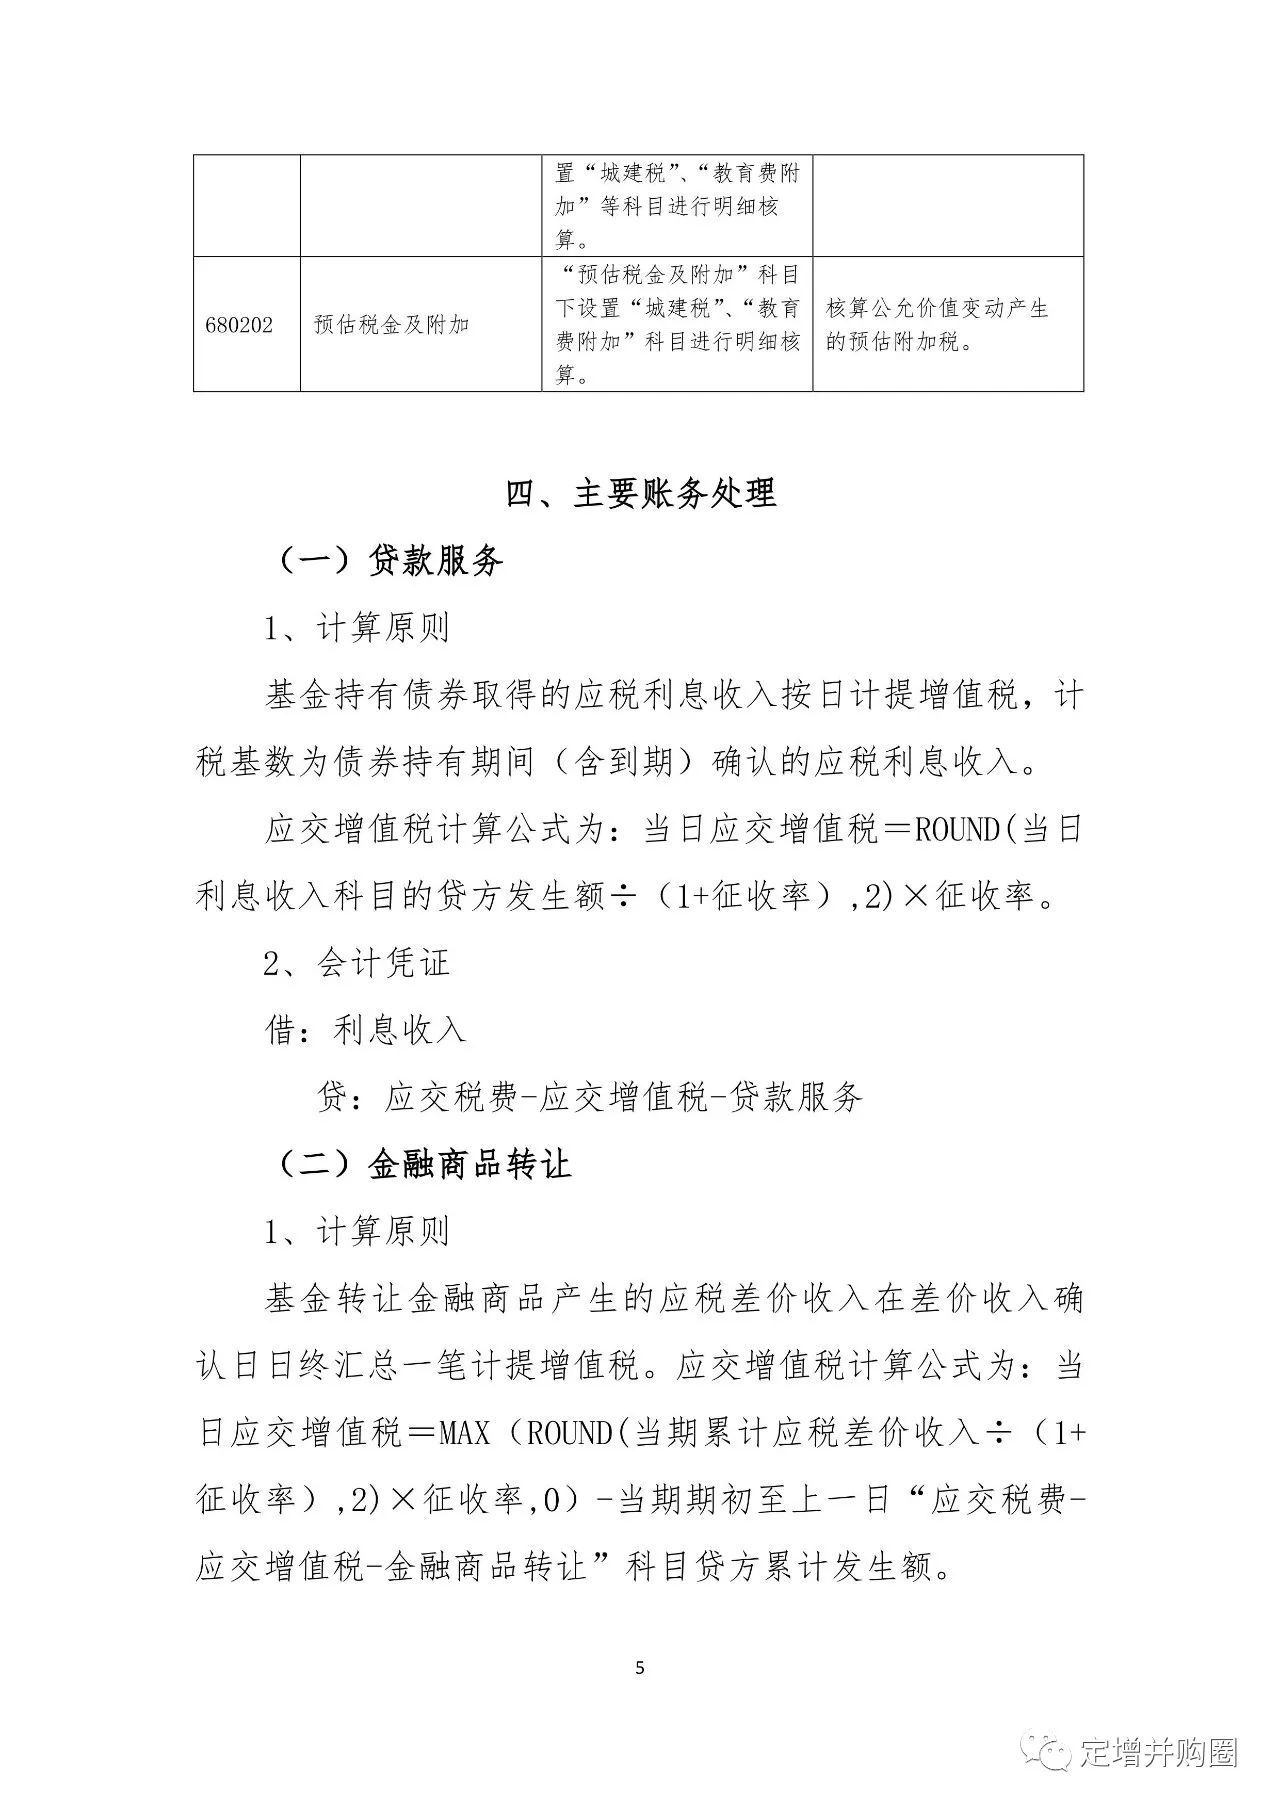 置“城建税”、“教育费附
加”等科目进行明细核
算。
680202
预估税金及附加
“预估税金及附加”科目
下设置“城建税”、“教育
费附加”科目进行明细核
算。
核算公允价值变动产生
的预估附加税。
四、主要账务处理
（一）贷款服务
1、计算原则
基金持有债券取得的应税利息收入按日计提增值税，计
税基数为债券持有期间（含到期）确认的应税利息收入。
应交增值税计算公式为：当日应交增值税＝ROUND(当日
利息收入科目的贷方发生额÷（1+征收率）,2)×征收率。
2、会计凭证
借：利息收入
贷：应交税费-应交增值税-贷款服务
（二）金融商品转让
1、计算原则
基金转让金融商品产生的应税差价收入在差价收入确
认日日终汇总一笔计提增值税。应交增值税计算公式为：当
日应交增值税＝MAX（ROUND(当期累计应税差价收入÷（1+
征收率）,2)×征收率,0）-当期期初至上一日“应交税费-
应交增值税-金融商品转让”科目贷方累计发生额。
5
定增并购圈